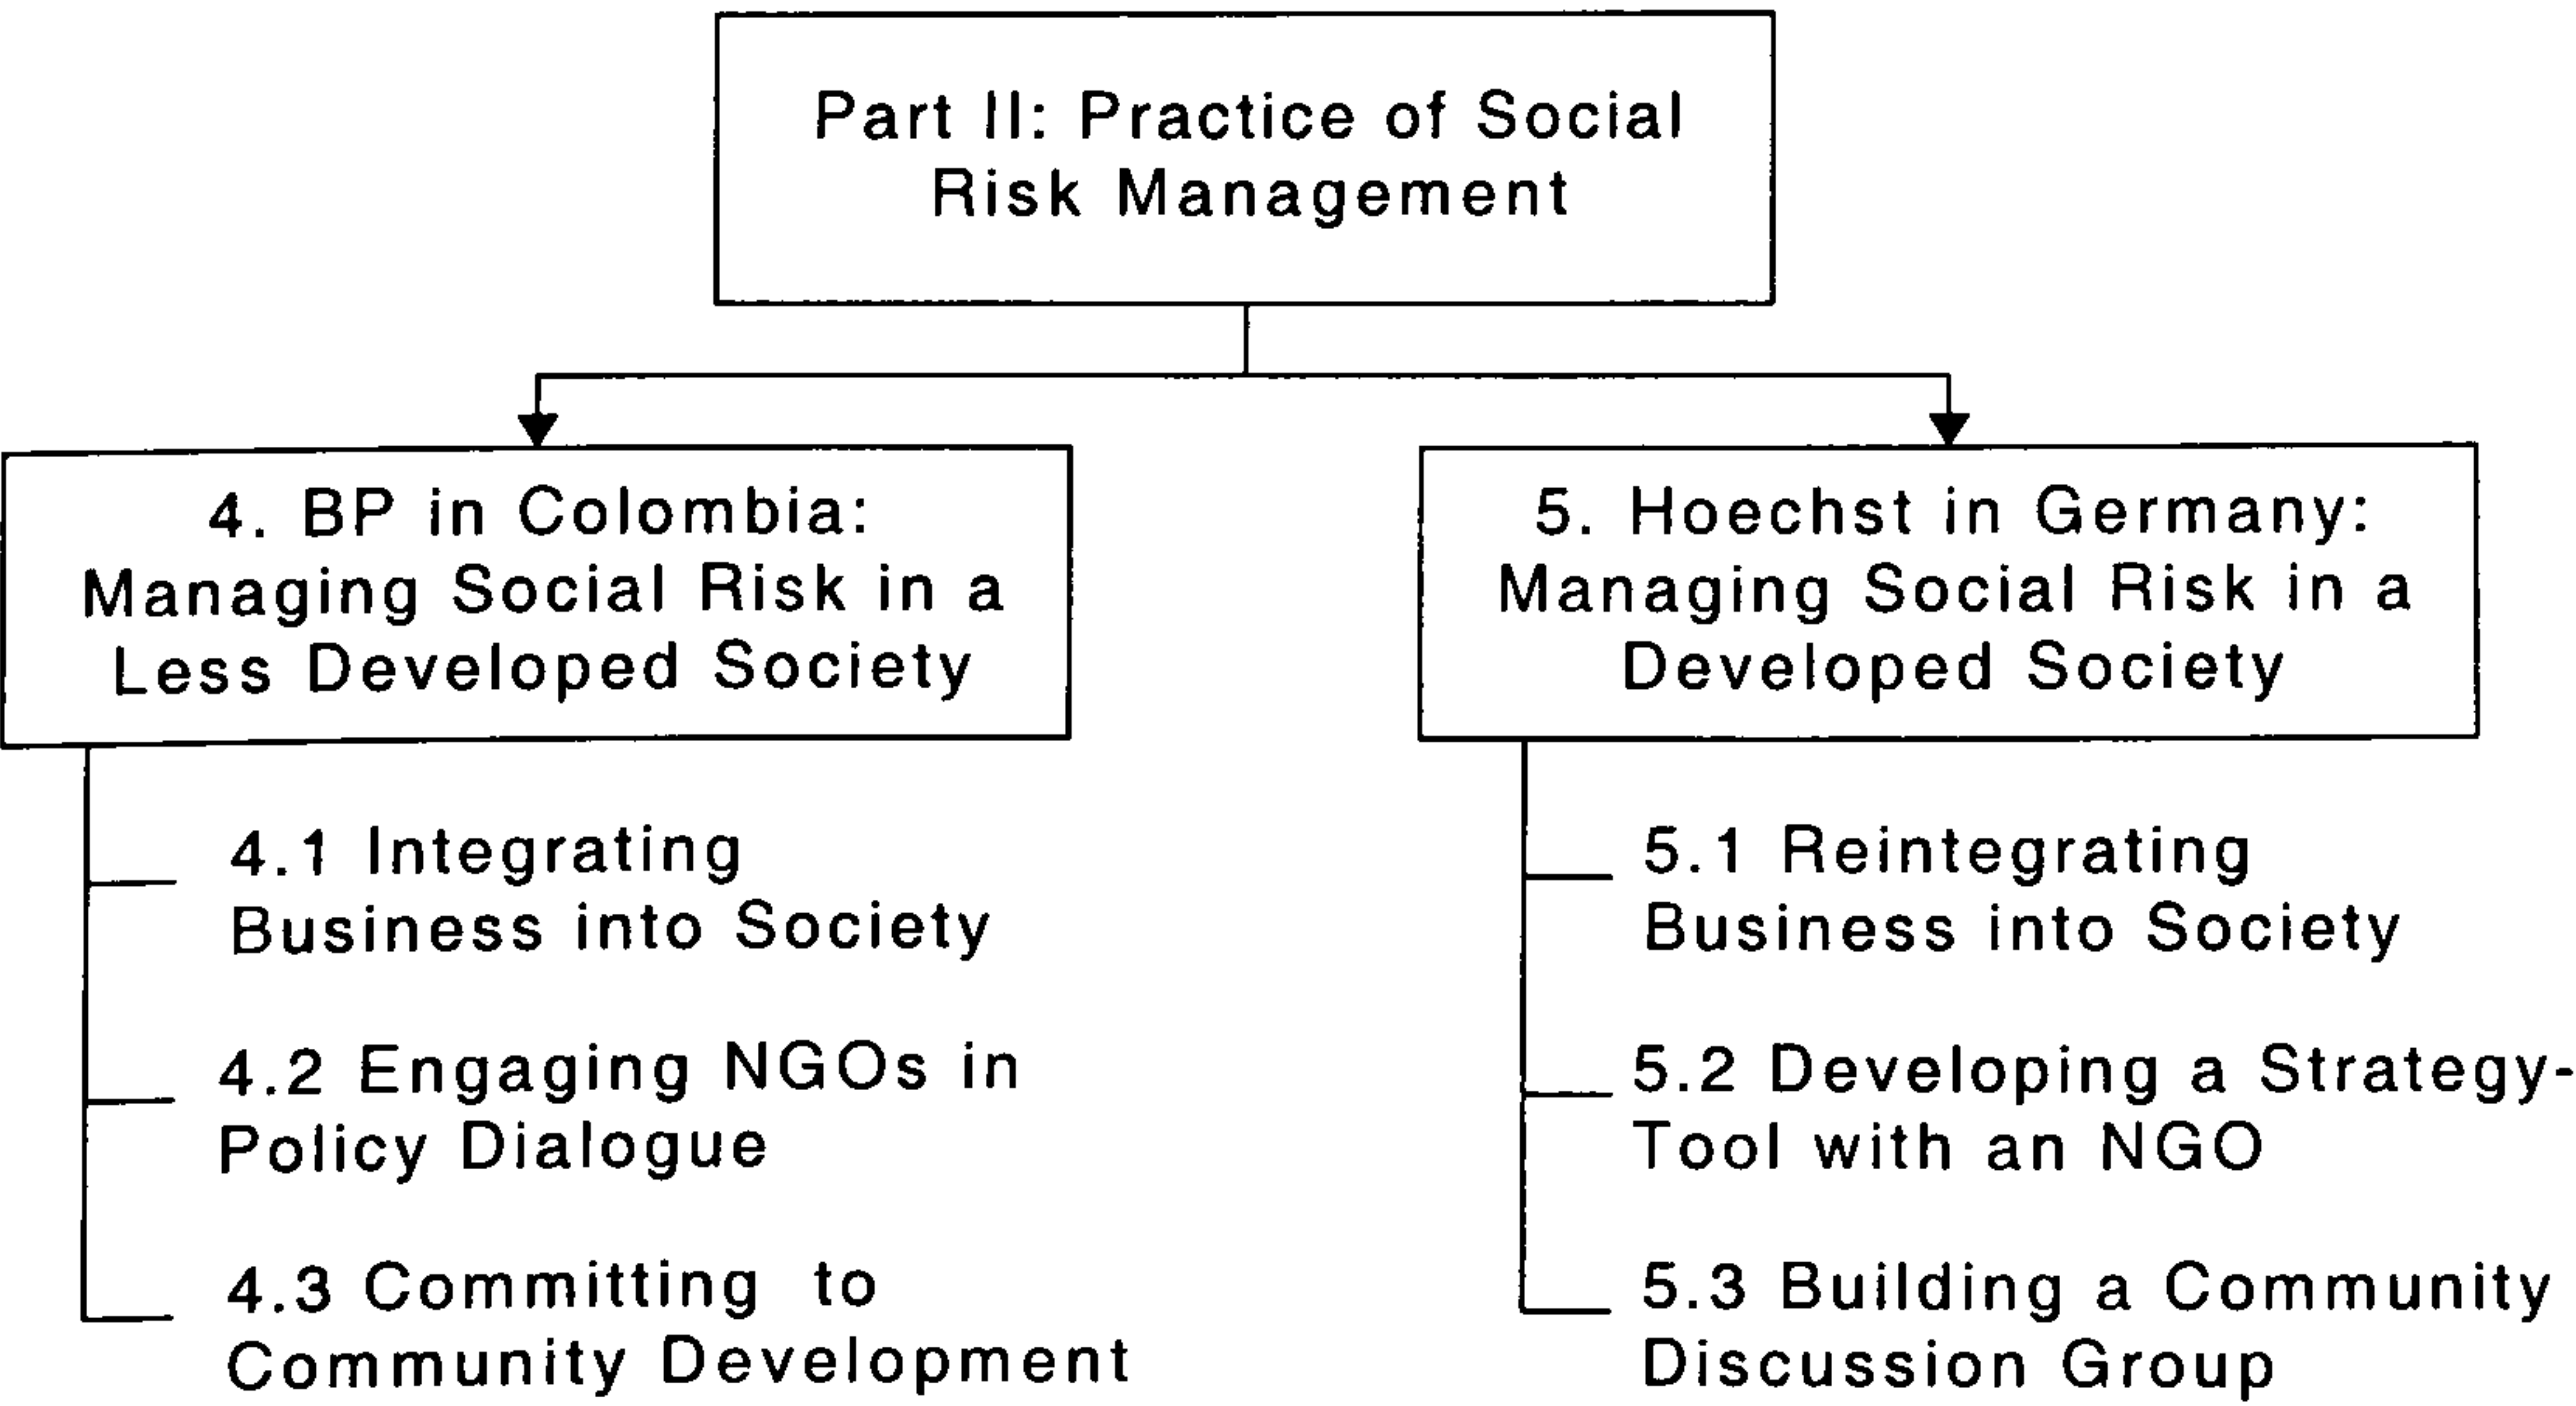 Part II: Practice of Social
Risk Management
4. BP in Colombia:
Managing Social Risk in a
Less Developed Society
4.1 Integrating
Business into Society
4.2 Engaging NGOs in
Policy Dialogue
4.3 Committing to
Community Development
5. Hoechst in Germany:
Managing Social Risk in a
Developed Society
5.1 Reintegrating
Business into Society
5.2 Developing a Strategy-
Tool with an NGO
5.3 Building a Community
Discussion Group